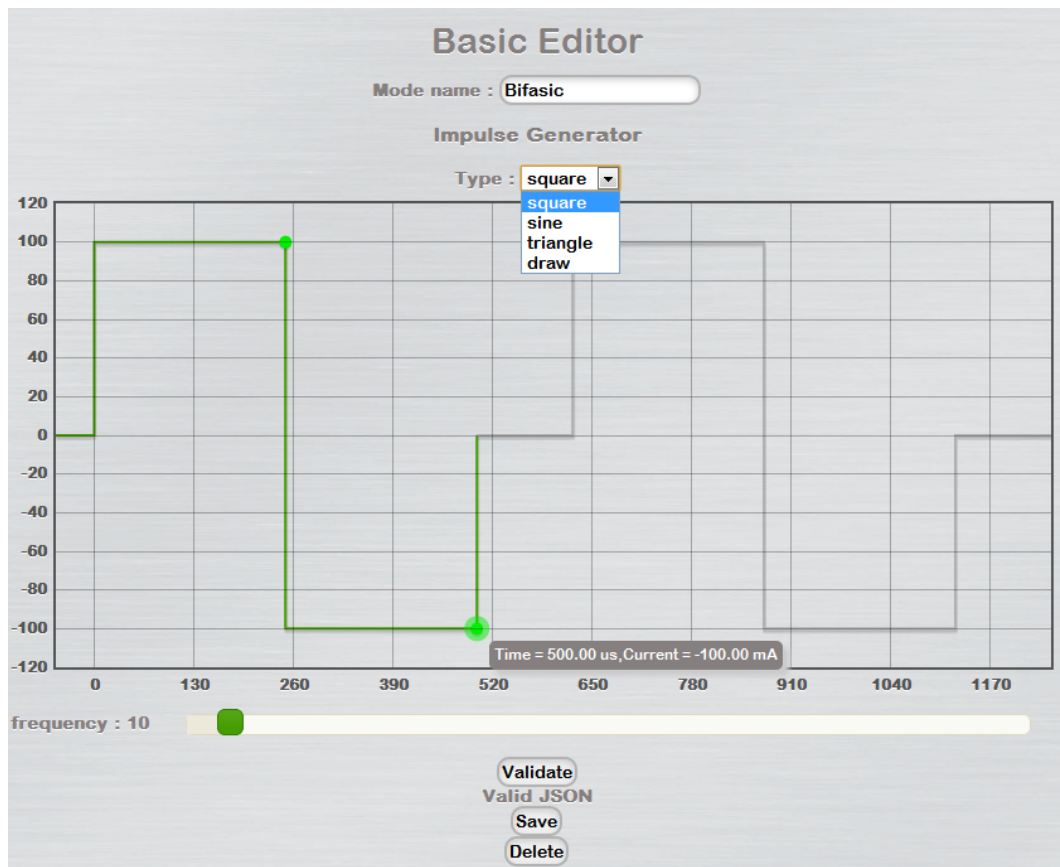 Basic Editor
Mode name : Bifasic
Impulse Generator
Type : square
square
sine
triangle
draw
120
100
80
60
40
20
0
-20
-40
-60
-80
-100
-120
Time = 500.00 us,Current = -100.00 mA
0 130 260 390 520 650 780 910 1040 1170
frequency : 10
Validate
Valid JSON
Save
Delete